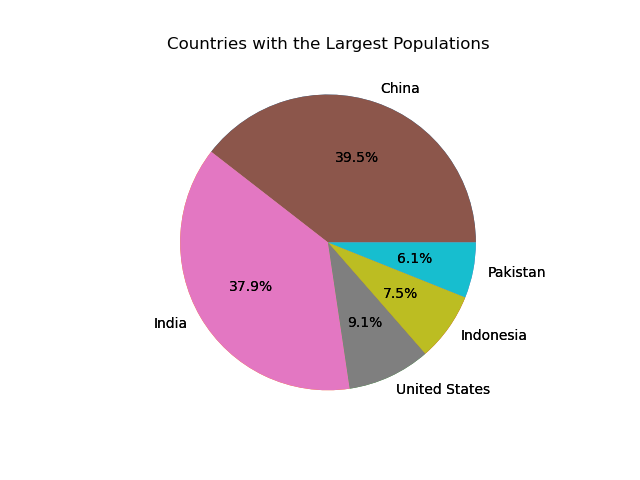 Countries with the Largest Populations
China
39.5%
6.1%
Pakistan
37.9%
7.5%
India
9.1%
Indonesia
United States